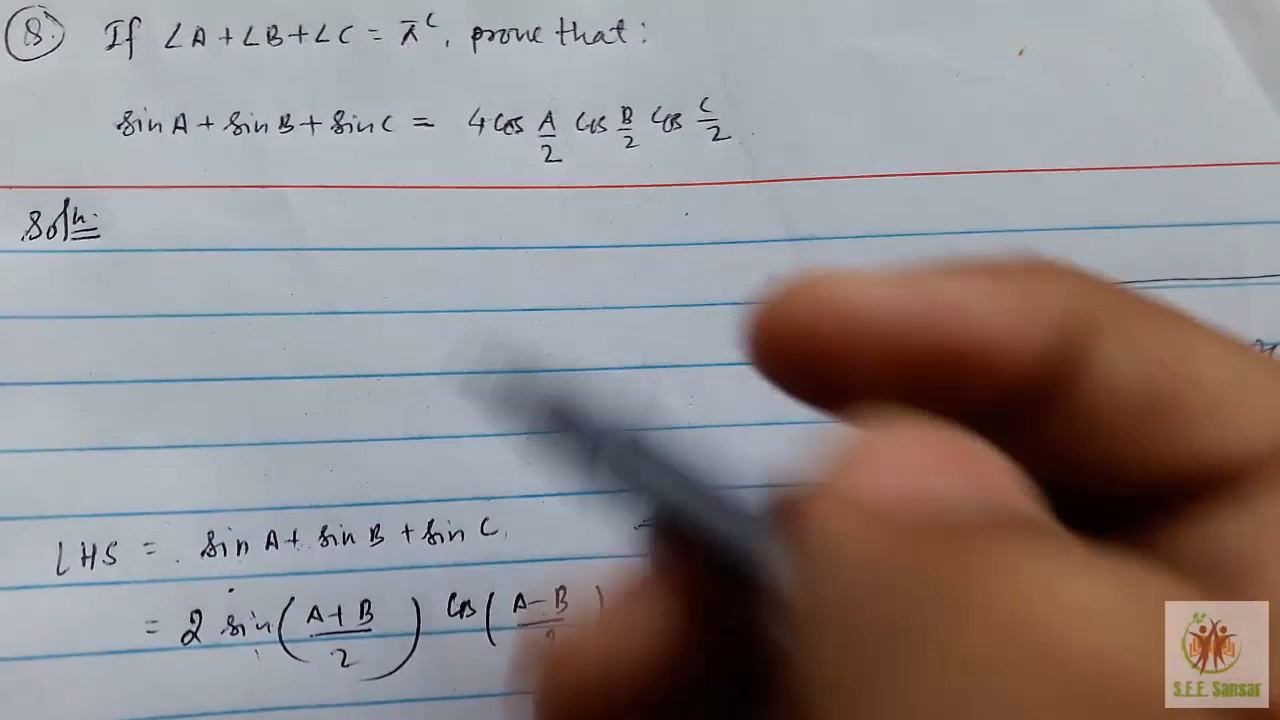 8. If ∠A + ∠B + ∠C = π^c, prove that:
sin A + sin B + sin C = 4 cos A/2 cos B/2 cos C/2.
Soln.
LHS = sin A + sin B + sin C
= 2 sin((A+B)/2) cos((A-B)/2)
S.E.E. Sansar